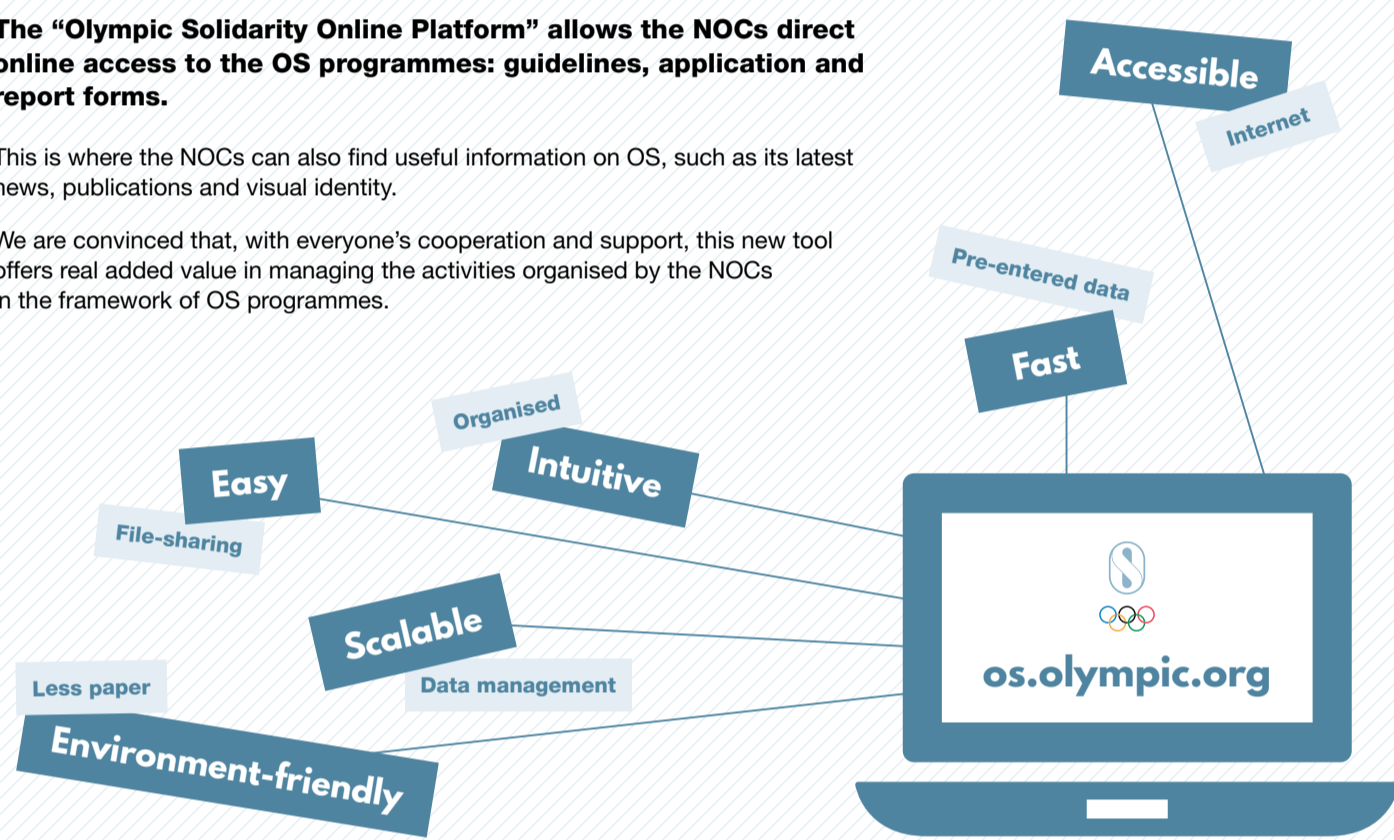 The “Olympic Solidarity Online Platform” allows the NOCs direct
online access to the OS programmes: guidelines, application and
report forms.
This is where the NOCs can also find useful information on OS, such as its latest
news, publications and visual identity.
We are convinced that, with everyone’s cooperation and support, this new tool
offers real added value in managing the activities organised by the NOCs
in the framework of OS programmes.
Accessible
Internet
Pre-entered data
Fast
Organised
Intuitive
Easy
File-sharing
Scalable
Data management
Less paper
Environment-friendly
os.olympic.org